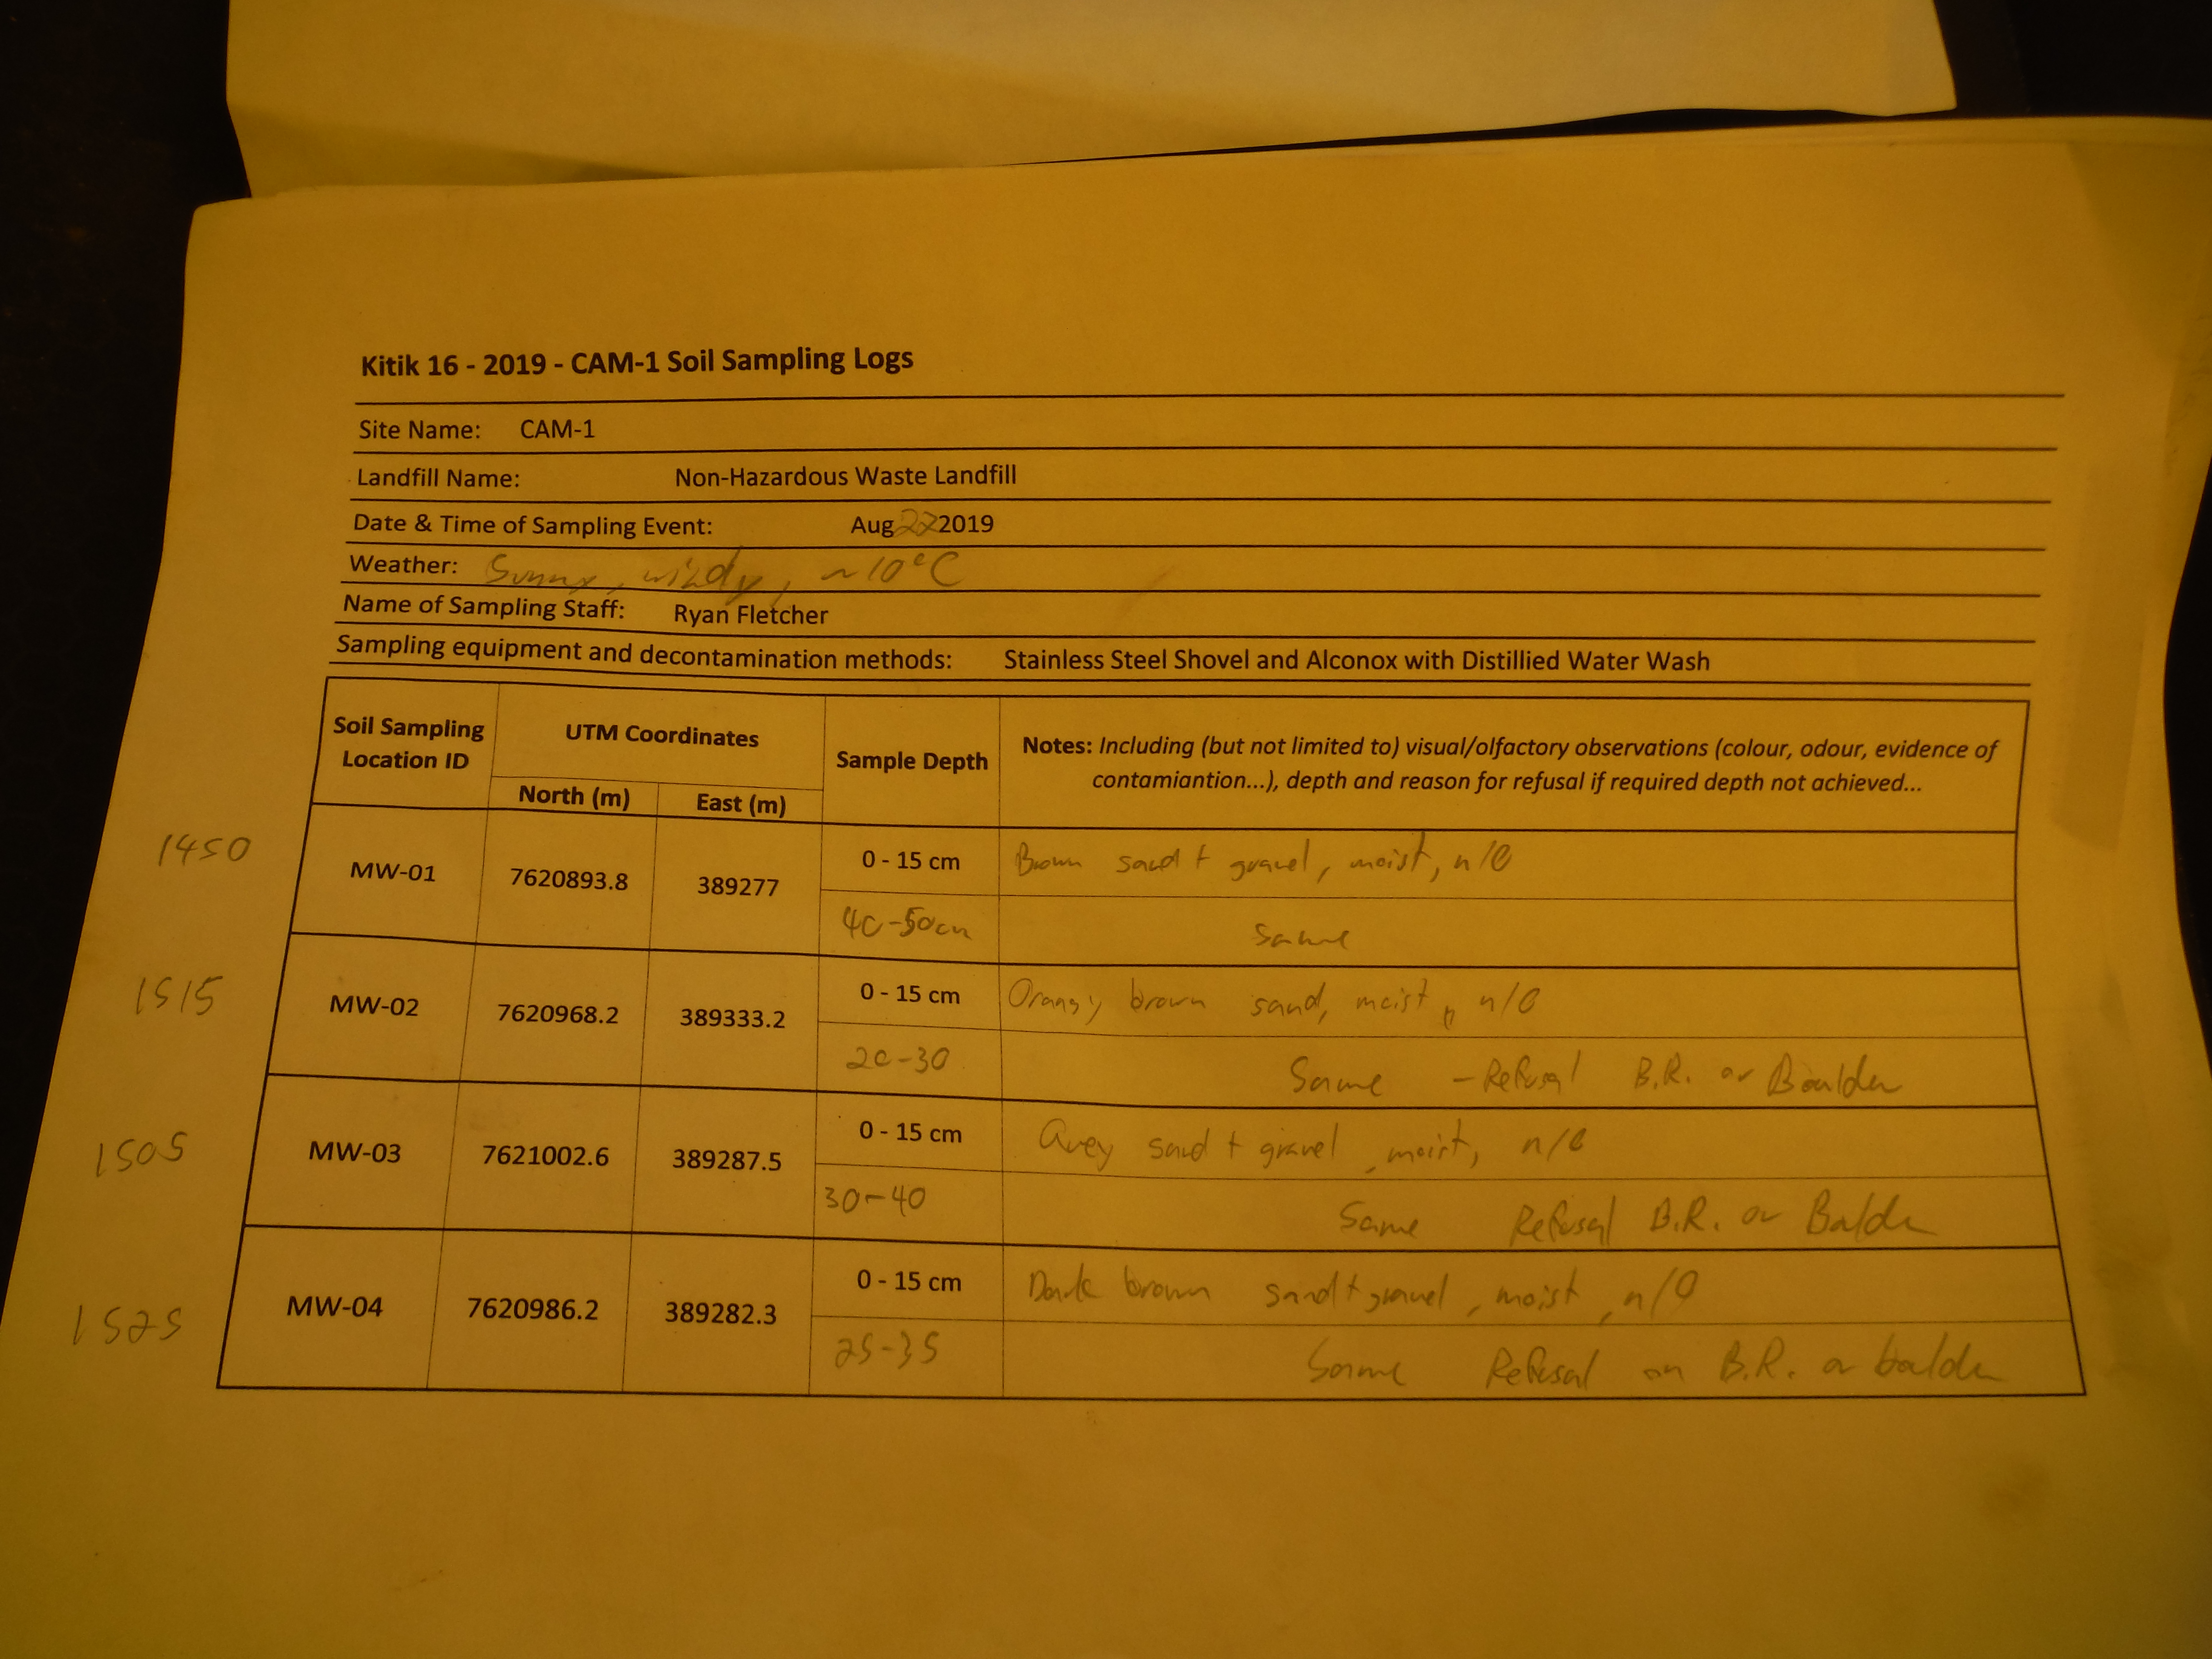 Kitik 16 - 2019 - CAM-1 Soil Sampling Logs
Site Name: CAM-1
Landfill Name: Non-Hazardous Waste Landfill
Date & Time of Sampling Event: Aug 27 2019
Weather: Sunny, windy, ~10°C
Name of Sampling Staff: Ryan Fletcher
Sampling equipment and decontamination methods: Stainless Steel Shovel and Alconox with Distillied Water Wash
Soil Sampling Location ID UTM Coordinates Sample Depth Notes: Including (but not limited to) visual/olfactory observations (colour, odour, evidence of
contamiantion...), depth and reason for refusal if required depth not achieved...
North (m) East (m)
1450 MW-01 7620893.8 389277 0 - 15 cm Brown sand + gravel, moist, n/O
40-50cm same
1515 MW-02 7620968.2 389333.2 0 - 15 cm Orangy brown sand, moist, n/O
20-30 Same - Refusal B.R. or Boulder
1505 MW-03 7621002.6 389287.5 0 - 15 cm Grey sand + gravel, moist, n/O
30-40 Same Refusal B.R. or Bolder
1525 MW-04 7620986.2 389282.3 0 - 15 cm Dark brown sand + gravel, moist, n/O
25-35 Same Refusal on B.R. or bolder